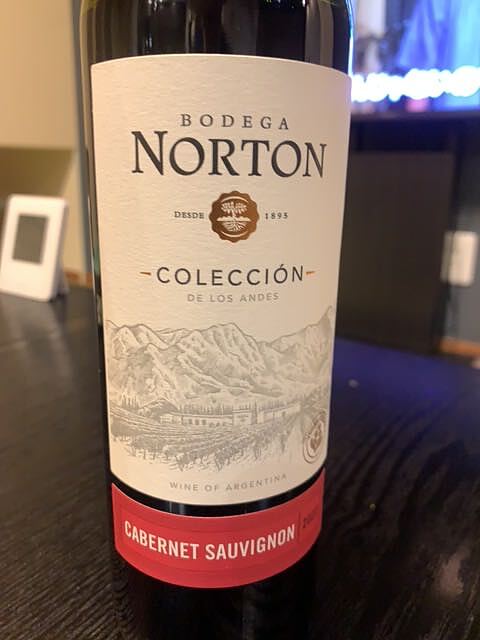 BODEGA
NORTON
DESDE 1895
COLECCIÓN
DE LOS ANDES
WINE OF ARGENTINA
CABERNET SAUVIGNON